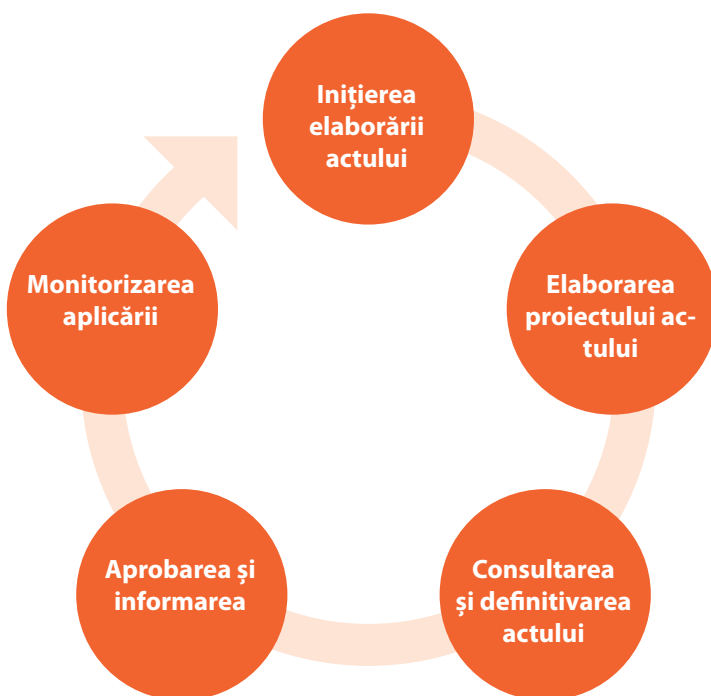 Inițierea
elaborării
actului
Elaborarea
proiectului ac-
tului
Consultarea
și definitivarea
actului
Aprobarea și
informarea
Monitorizarea
aplicării